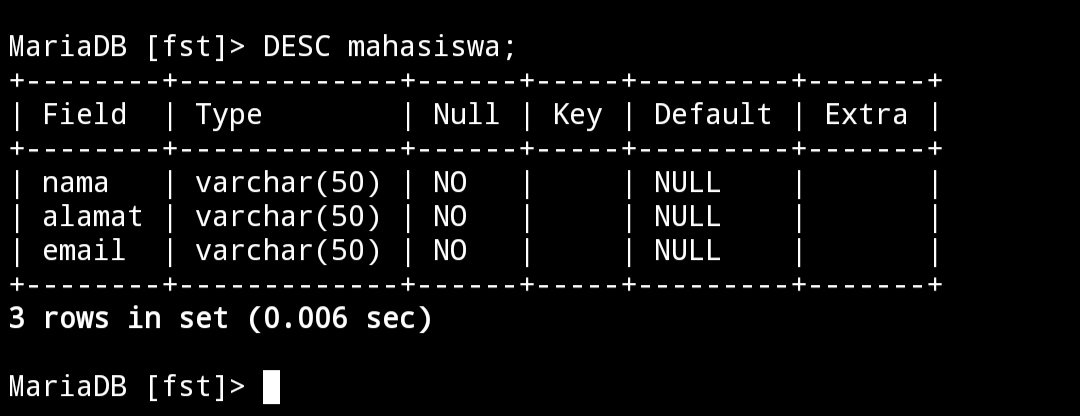 MariaDB [fst]> DESC mahasiswa;
+--------+-------------+------+-----+---------+-------+
| Field  | Type        | Null | Key | Default | Extra |
+--------+-------------+------+-----+---------+-------+
| nama   | varchar(50) | NO   |     | NULL    |       |
| alamat | varchar(50) | NO   |     | NULL    |       |
| email  | varchar(50) | NO   |     | NULL    |       |
+--------+-------------+------+-----+---------+-------+
3 rows in set (0.006 sec)
MariaDB [fst]>